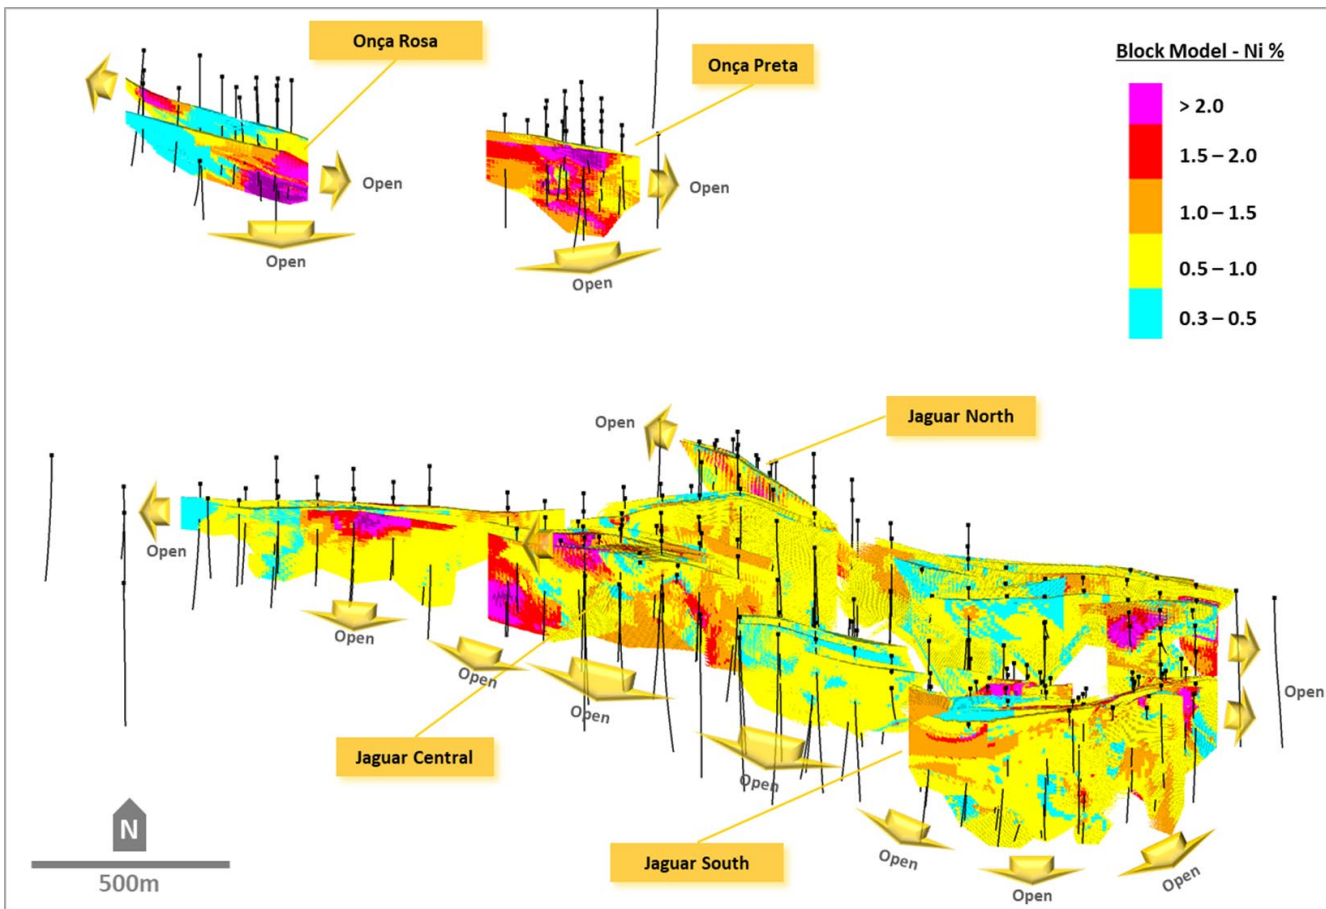 Onça Rosa
Onça Preta
Block Model - Ni %
> 2.0
1.5 – 2.0
1.0 – 1.5
0.5 – 1.0
0.3 – 0.5
Open
Open
Open
Open
Jaguar North
Open
Open
Open
Open
Open
Open
Open
Jaguar Central
Jaguar South
Open
Open
Open
N
500m